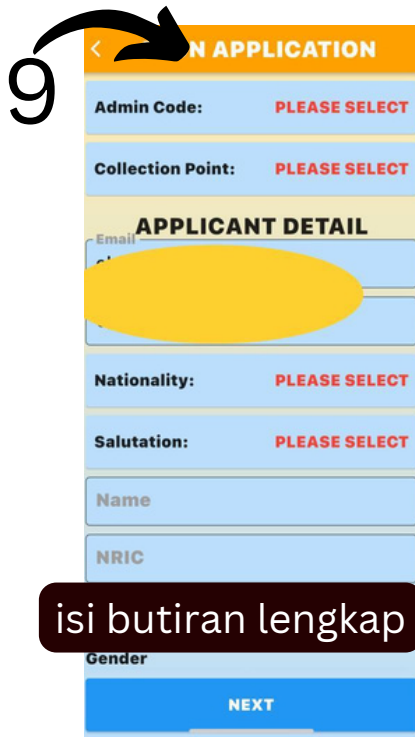 9
N APPLICATION
Admin Code: PLEASE SELECT
Collection Point: PLEASE SELECT
APPLICANT DETAIL
Email
Nationality: PLEASE SELECT
Salutation: PLEASE SELECT
Name
NRIC
isi butiran lengkap
Gender
NEXT